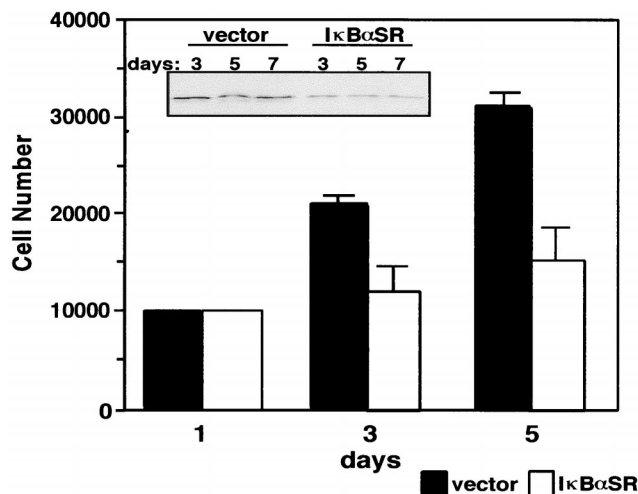 40000
vector IκBαSR
days: 3 5 7 3 5 7
30000
20000
10000
0
Cell Number
1 3 5
days
vector IκBαSR